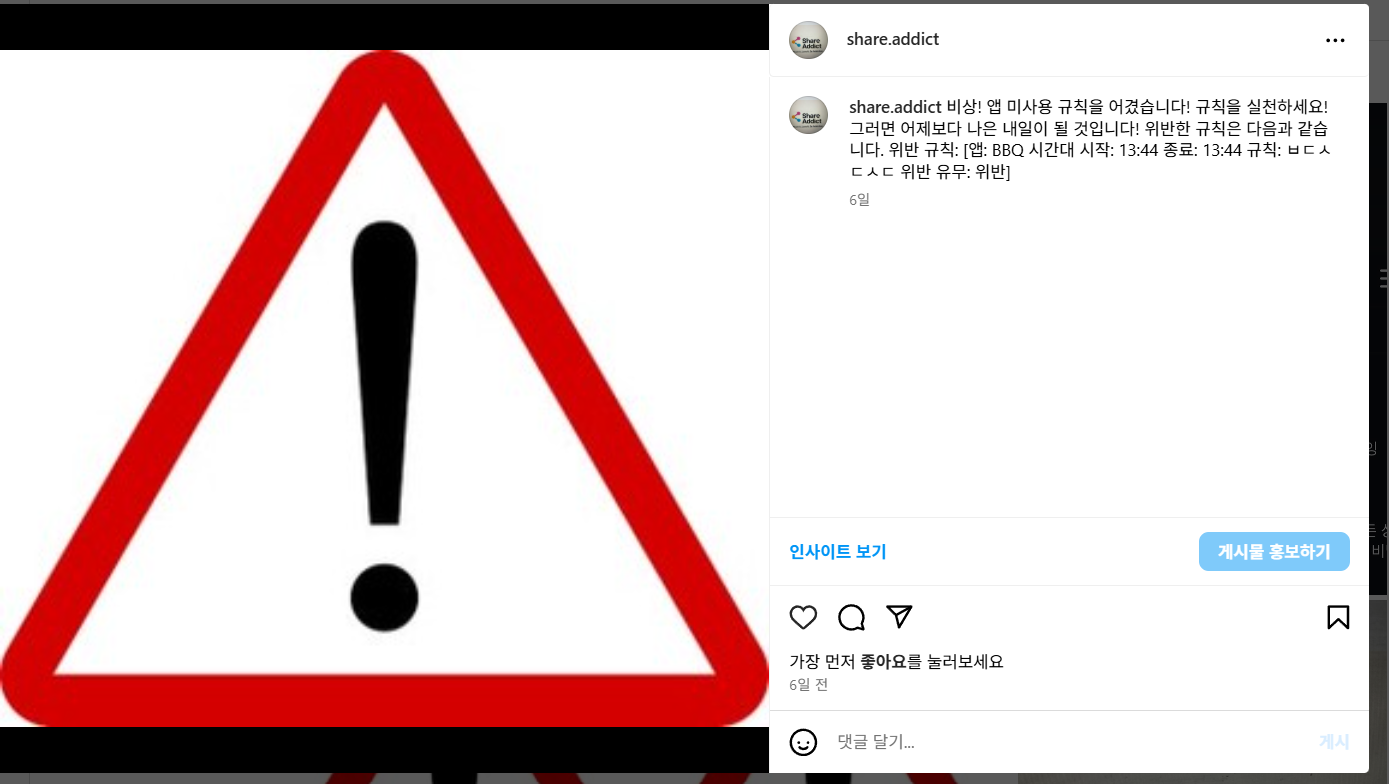 share.addict
share.addict 비상! 앱 미사용 규칙을 어겼습니다! 규칙을 실천하세요!
그러면 어제보다 나은 내일이 될 것입니다! 위반한 규칙은 다음과 같습
니다. 위반 규칙: [앱: BBQ 시간대 시작: 13:44 종료: 13:44 규칙: ㅂㄷㅅ
ㄷㅅㄷ 위반 유무: 위반]
6일
인사이트 보기
게시물 홍보하기
가장 먼저 좋아요를 눌러보세요
6일 전
댓글 달기...
게시
Share
Addict
Share
Addict